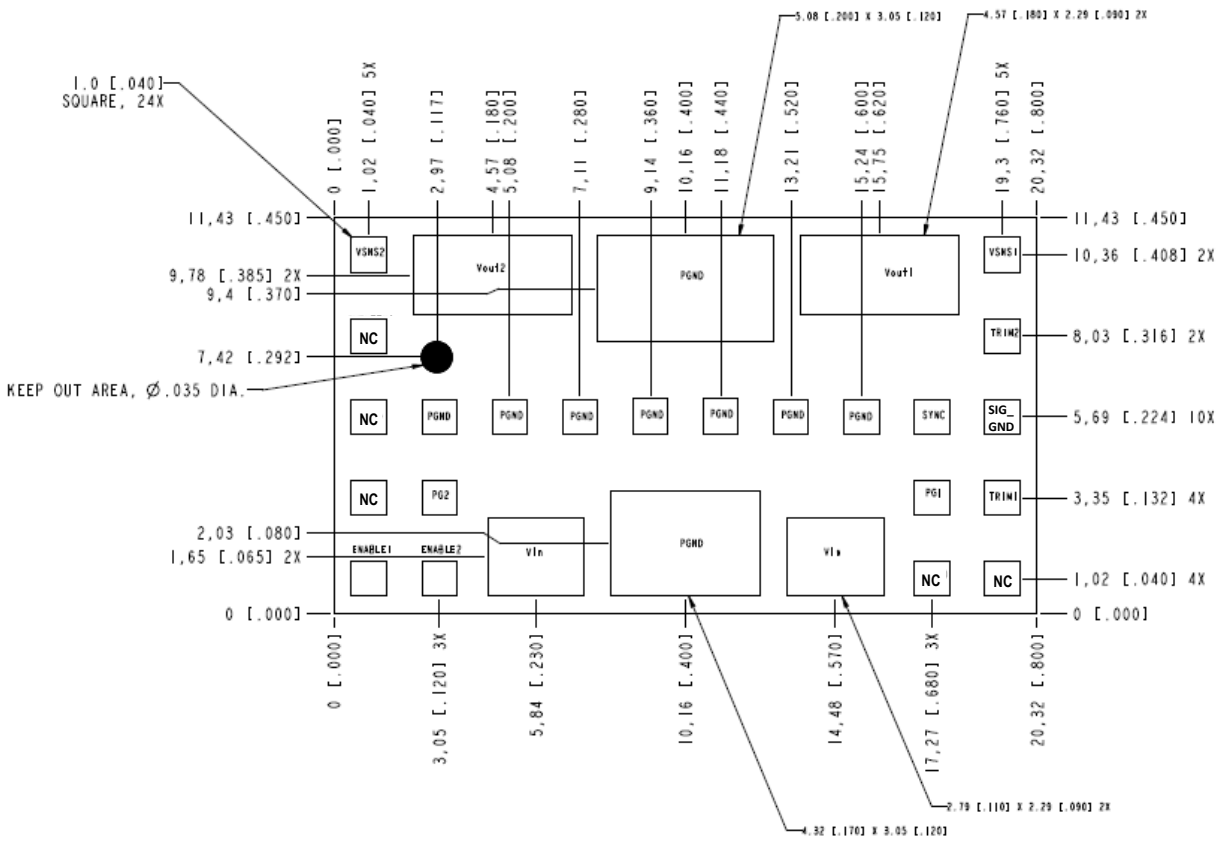 5.08 [.200] X 3.05 [.120]
4.57 [.180] X 2.29 [.090] 2X
1.0 [.040]
SQUARE, 24X
0 [.000]
1,02 [.040] 5X
2,97 [.117]
4,57 [.180]
5,08 [.200]
7,11 [.280]
9,14 [.360]
10,16 [.400]
11,18 [.440]
13,21 [.520]
15,24 [.600]
15,75 [.620]
19,3 [.760] 5X
20,32 [.800]
11,43 [.450]
11,43 [.450]
VSNS2
Vout2
PGND
Vout1
VSNS1
10,36 [.408] 2X
9,78 [.385] 2X
9,4 [.370]
NC
TRIM2
8,03 [.316] 2X
7,42 [.292]
KEEP OUT AREA, Ø.035 DIA.
NC
PGND
PGND
PGND
PGND
PGND
PGND
PGND
SYNC
SIG_
GND
5,69 [.224] 10X
NC
PG2
PG1
TRIM1
3,35 [.132] 4X
2,03 [.080]
1,65 [.065] 2X
ENABLE1
ENABLE2
VIn
PGND
VIn
NC
NC
1,02 [.040] 4X
0 [.000]
0 [.000]
0 [.000]
3,05 [.120] 3X
5,84 [.230]
10,16 [.400]
14,48 [.570]
17,27 [.680] 3X
20,32 [.800]
2.79 [.110] X 2.29 [.090] 2X
4.32 [.170] X 3.05 [.120]